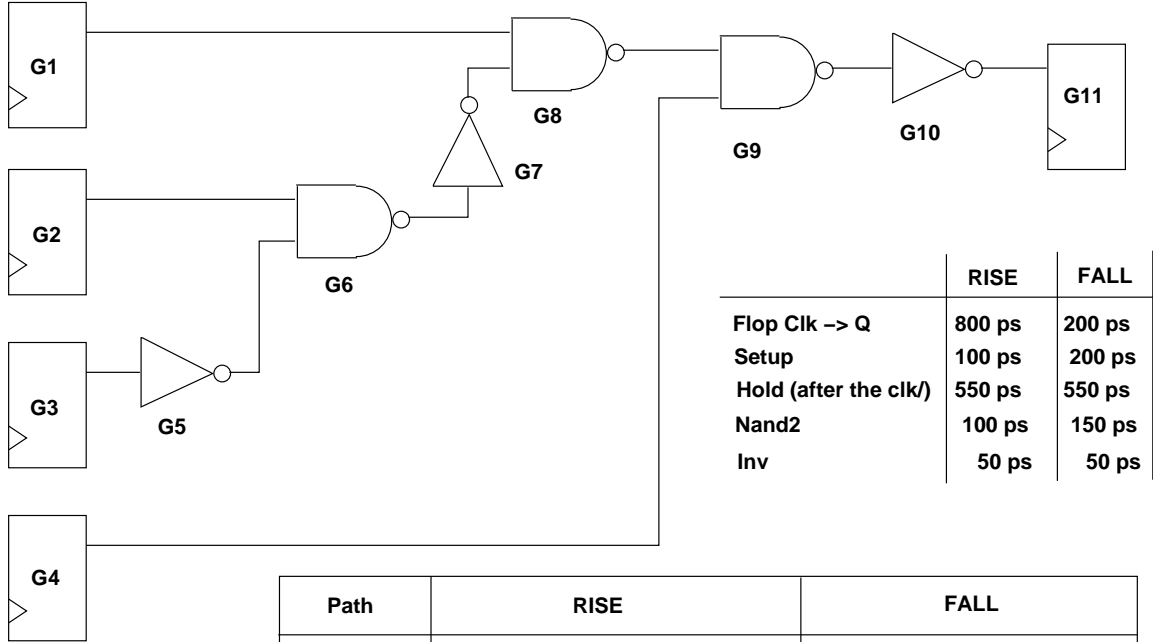 G1
G8
G9
G10
G11
G7
G2
G6
G3
G5
G4
RISE FALL
Flop Clk −> Q 800 ps 200 ps
Setup 100 ps 200 ps
Hold (after the clk/) 550 ps 550 ps
Nand2 100 ps 150 ps
Inv 50 ps 50 ps
Path RISE FALL